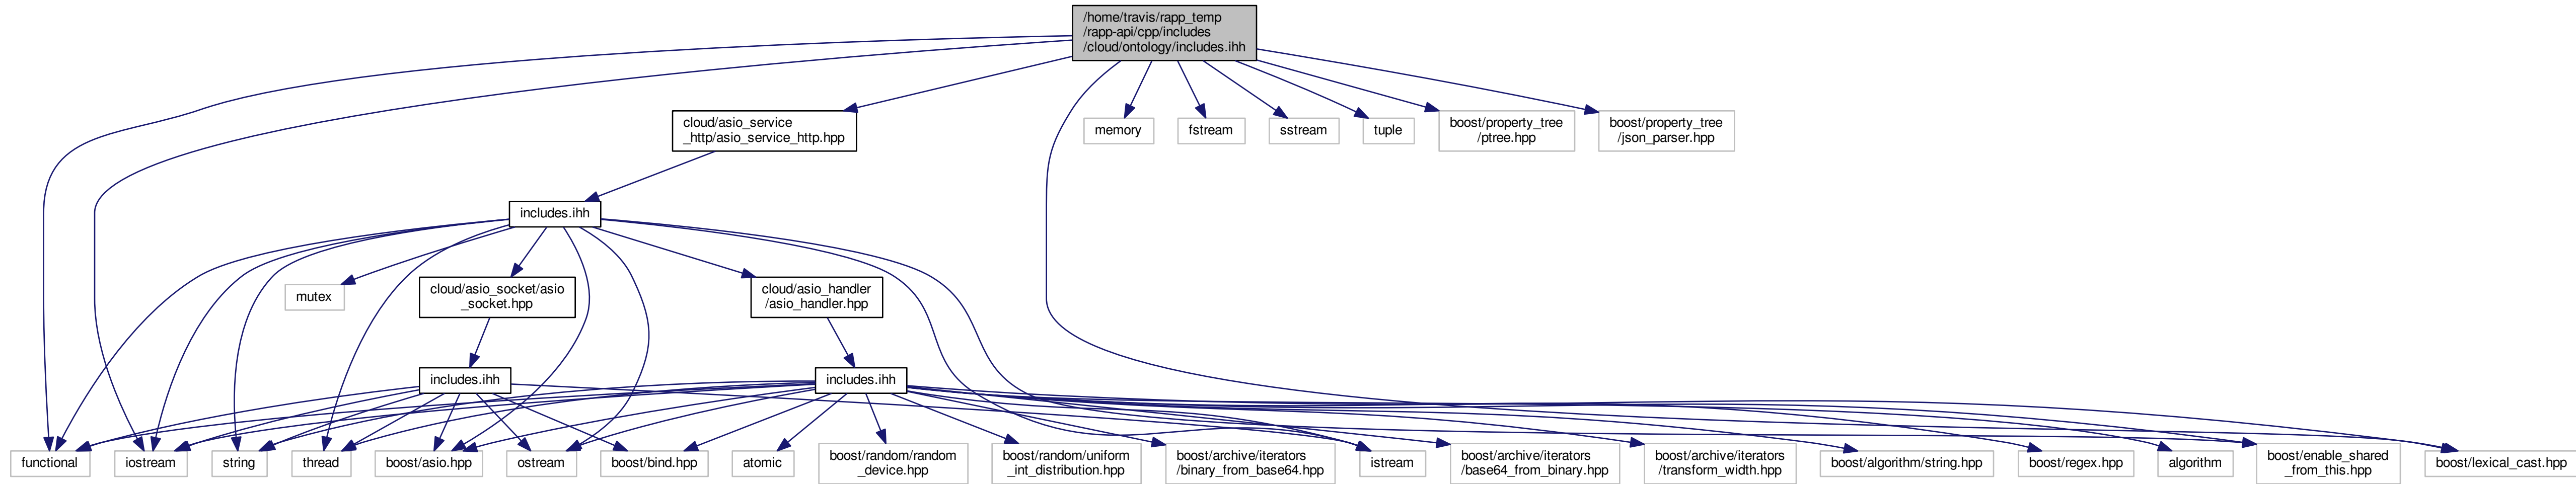 /home/travis/rapp_temp
/rapp-api/cpp/includes
/cloud/ontology/includes.ihh
cloud/asio_service
_http/asio_service_http.hpp
memory
fstream
sstream
tuple
boost/property_tree
/ptree.hpp
boost/property_tree
/json_parser.hpp
includes.ihh
mutex
cloud/asio_socket/asio
_socket.hpp
cloud/asio_handler
/asio_handler.hpp
includes.ihh
includes.ihh
functional
iostream
string
thread
boost/asio.hpp
ostream
boost/bind.hpp
atomic
boost/random/random
_device.hpp
boost/random/uniform
_int_distribution.hpp
boost/archive/iterators
/binary_from_base64.hpp
istream
boost/archive/iterators
/base64_from_binary.hpp
boost/archive/iterators
/transform_width.hpp
boost/algorithm/string.hpp
boost/regex.hpp
algorithm
boost/enable_shared
_from_this.hpp
boost/lexical_cast.hpp